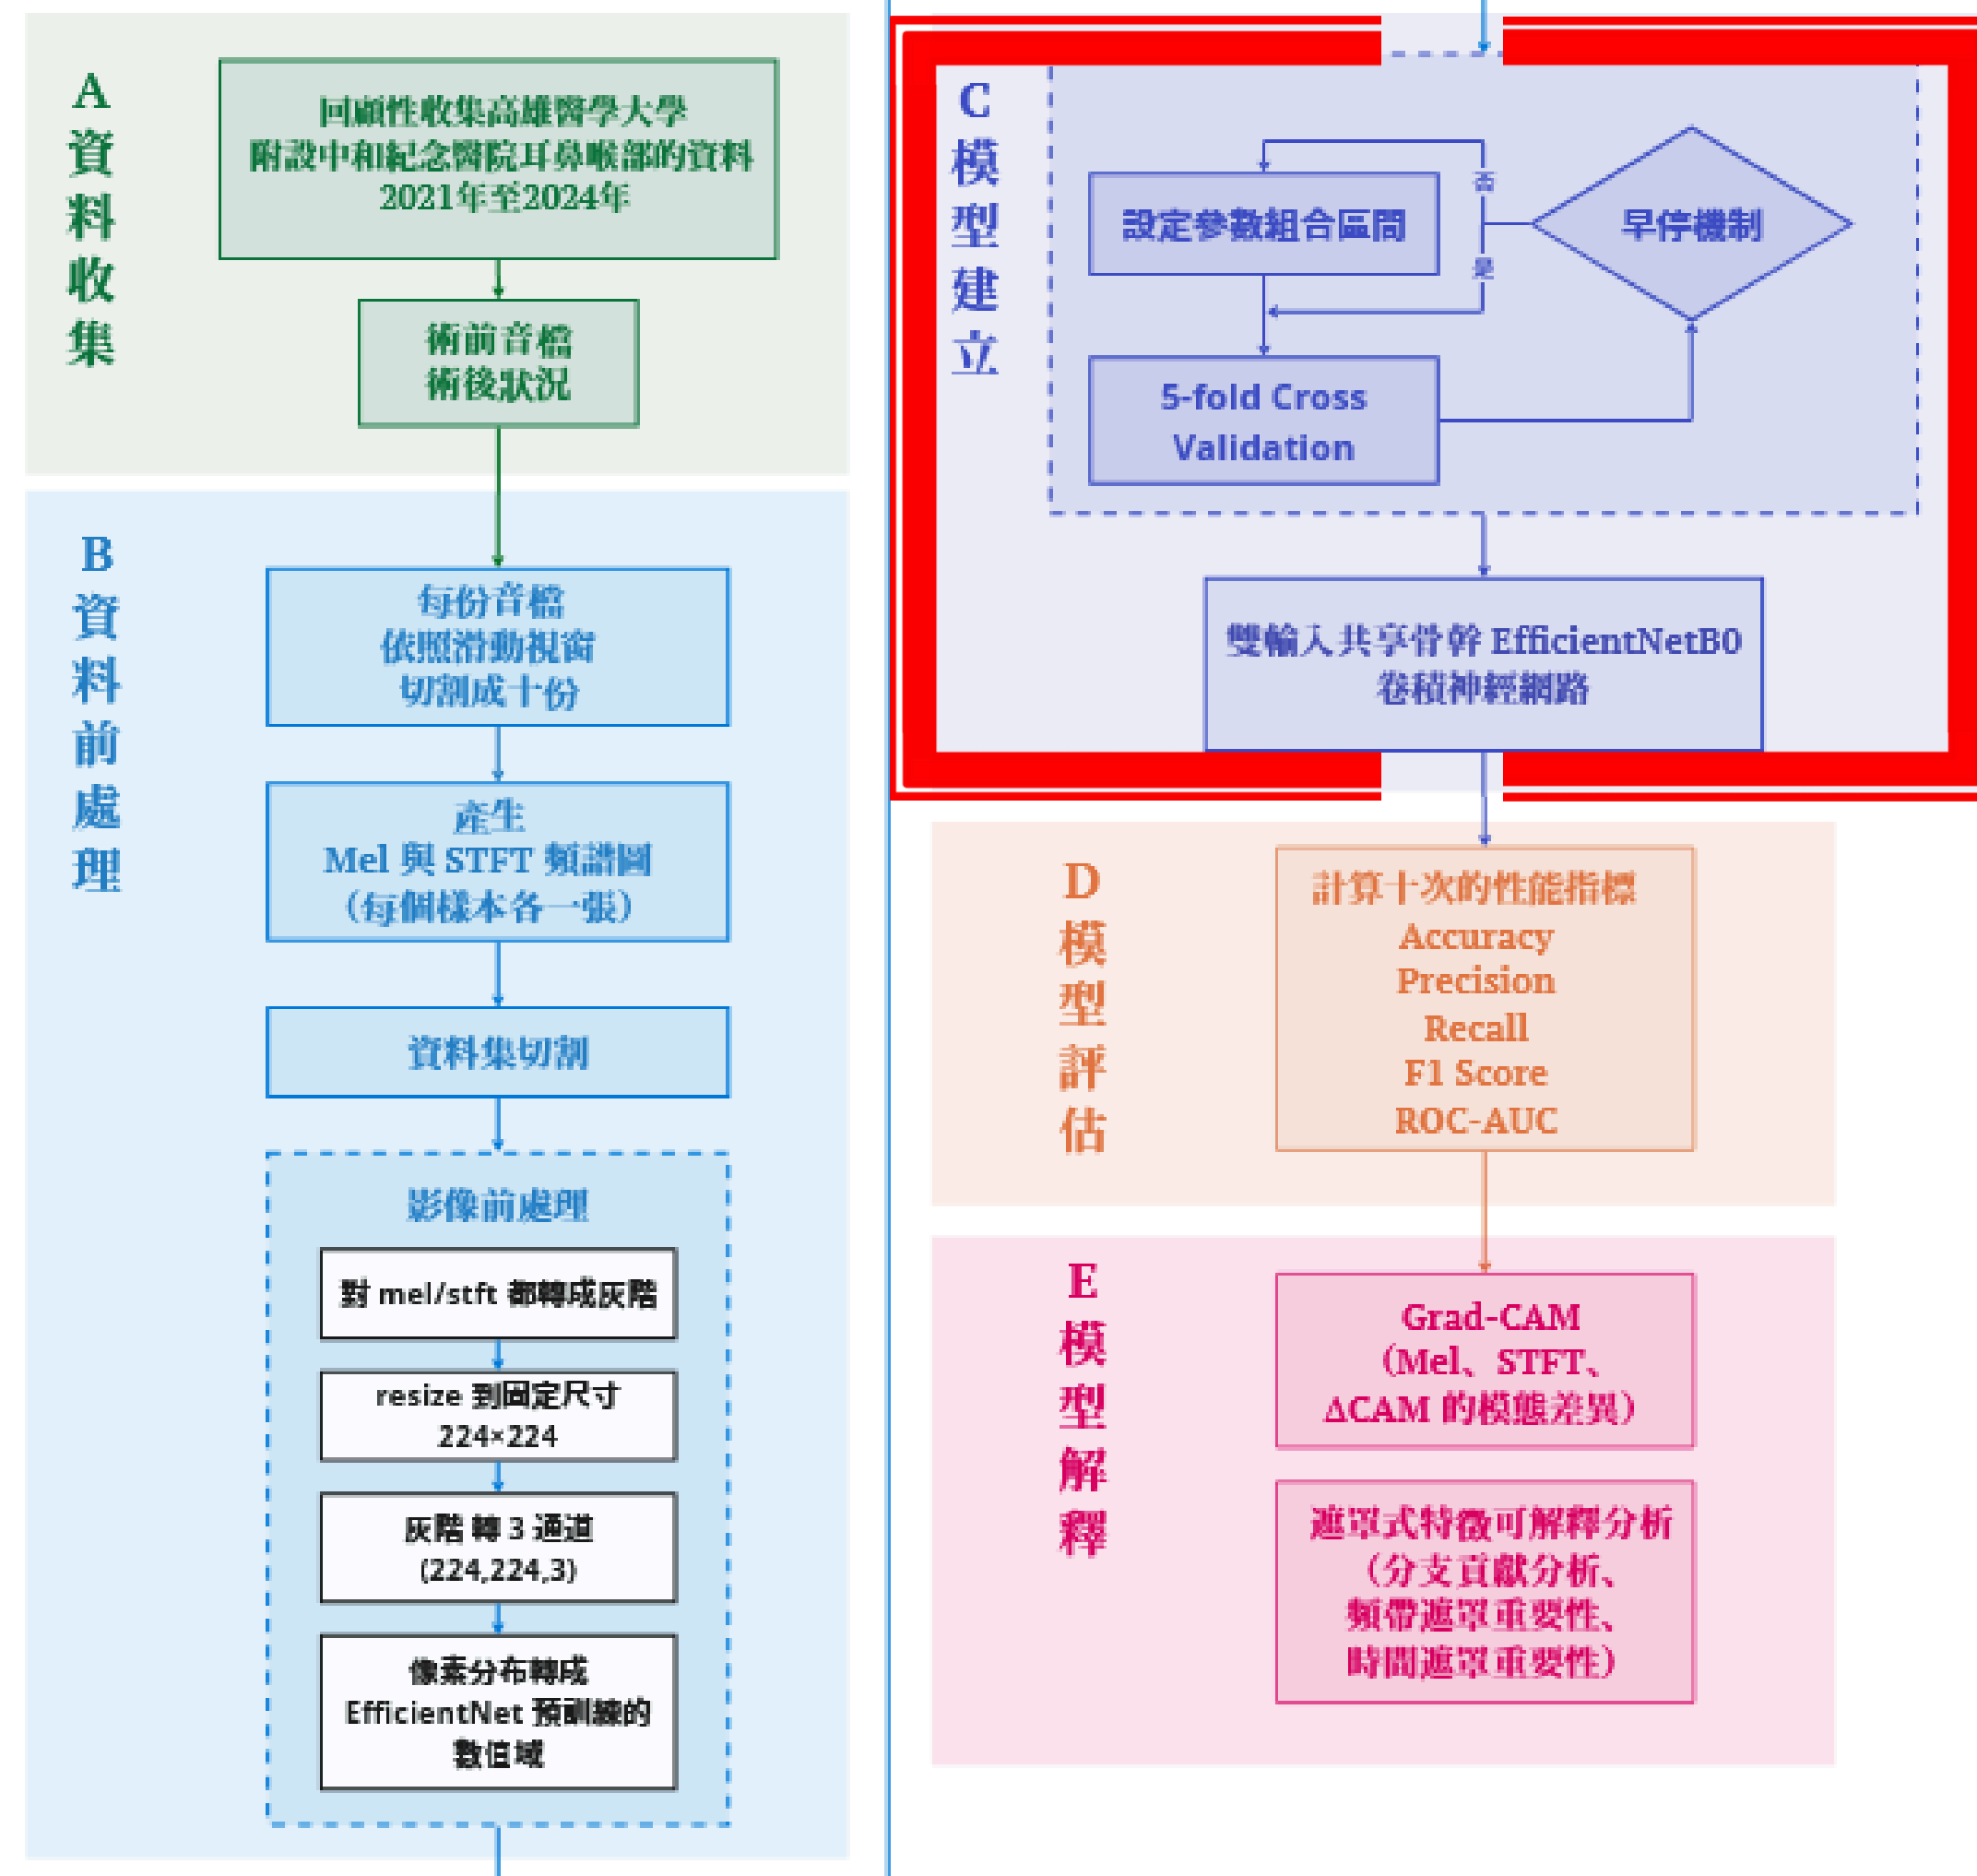 A
資
料
收
集
回顧性收集高雄醫學大學
附設中和紀念醫院耳鼻喉部的資料
2021年至2024年
術前音檔
術後狀況
B
資
料
前
處
理
每份音檔
依照滑動視窗
切割成十份
產生
Mel 與 STFT 頻譜圖
（每個樣本各一張）
資料集切割
影像前處理
對 mel/stft 都轉成灰階
resize 到固定尺寸
224×224
灰階 轉 3 通道
(224,224,3)
像素分布轉成
EfficientNet 預訓練的
數值域
C
模
型
建
立
設定參數組合區間
否
是
早停機制
5-fold Cross
Validation
雙輸入共享骨幹 EfficientNetB0
卷積神經網路
D
模
型
評
估
計算十次的性能指標
Accuracy
Precision
Recall
F1 Score
ROC-AUC
E
模
型
解
釋
Grad-CAM
（Mel、STFT、
ΔCAM 的模態差異）
遮罩式特徵可解釋分析
（分支貢獻分析、
頻帶遮罩重要性、
時間遮罩重要性）